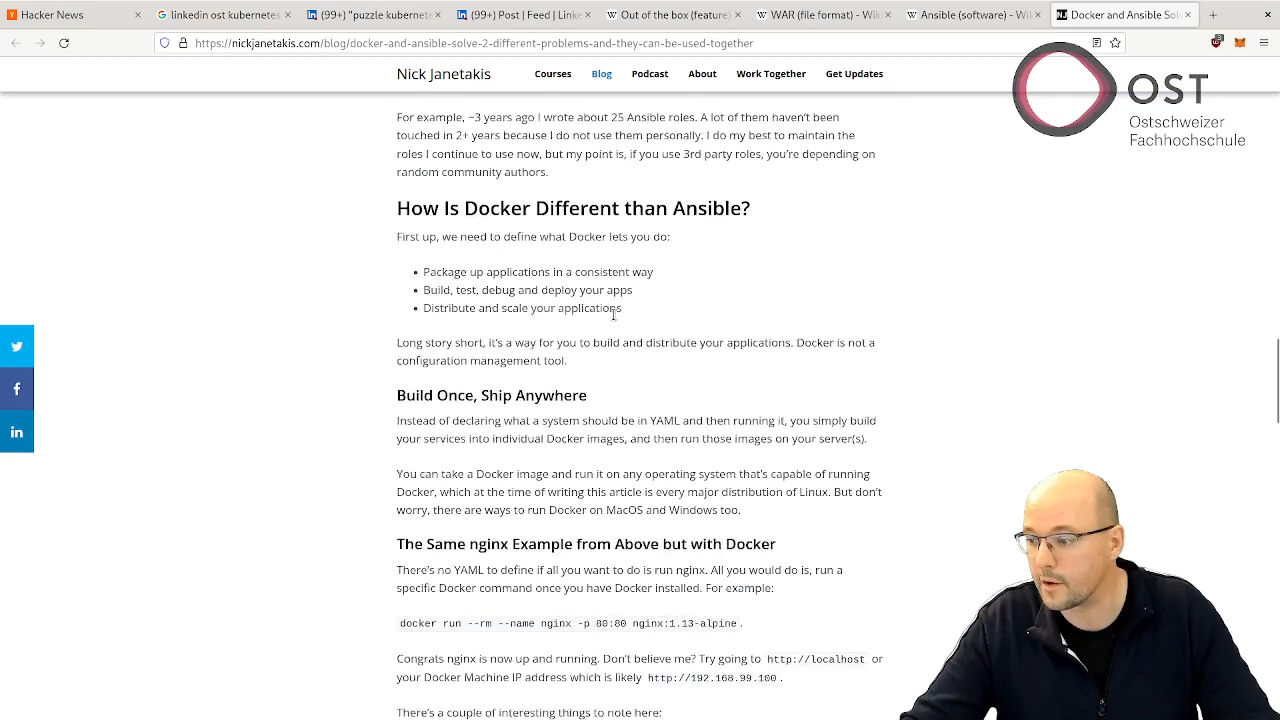 Hacker News
linkedin ost kubernetes
(99+) "puzzle kubernete
(99+) Post | Feed | Linke
Out of the box (feature)
WAR (file format) - Wiki
Ansible (software) - Wi
Docker and Ansible Solv
https://nickjanetakis.com/blog/docker-and-ansible-solve-2-different-problems-and-they-can-be-used-together
Nick Janetakis
Courses
Blog
Podcast
About
Work Together
Get Updates
OST
Ostschweizer
Fachhochschule
For example, ~3 years ago I wrote about 25 Ansible roles. A lot of them haven't been
touched in 2+ years because I do not use them personally. I do my best to maintain the
roles I continue to use now, but my point is, if you use 3rd party roles, you're depending on
random community authors.
How Is Docker Different than Ansible?
First up, we need to define what Docker lets you do:
• Package up applications in a consistent way
• Build, test, debug and deploy your apps
• Distribute and scale your applications
Long story short, it's a way for you to build and distribute your applications. Docker is not a
configuration management tool.
Build Once, Ship Anywhere
Instead of declaring what a system should be in YAML and then running it, you simply build
your services into individual Docker images, and then run those images on your server(s).
You can take a Docker image and run it on any operating system that's capable of running
Docker, which at the time of writing this article is every major distribution of Linux. But don't
worry, there are ways to run Docker on MacOS and Windows too.
The Same nginx Example from Above but with Docker
There's no YAML to define if all you want to do is run nginx. All you would do is, run a
specific Docker command once you have Docker installed. For example:
docker run --rm --name nginx -p 80:80 nginx:1.13-alpine.
Congrats nginx is now up and running. Don't believe me? Try going to http://localhost or
your Docker Machine IP address which is likely http://192.168.99.100.
There's a couple of interesting things to note here: